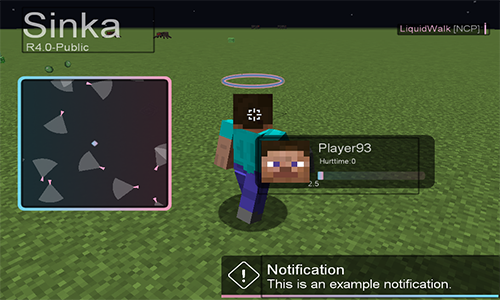 Sinka
R4.0-Public
LiquidWalk [NCP]
Player93
Hurttime:0
2.5
Notification
This is an example notification.